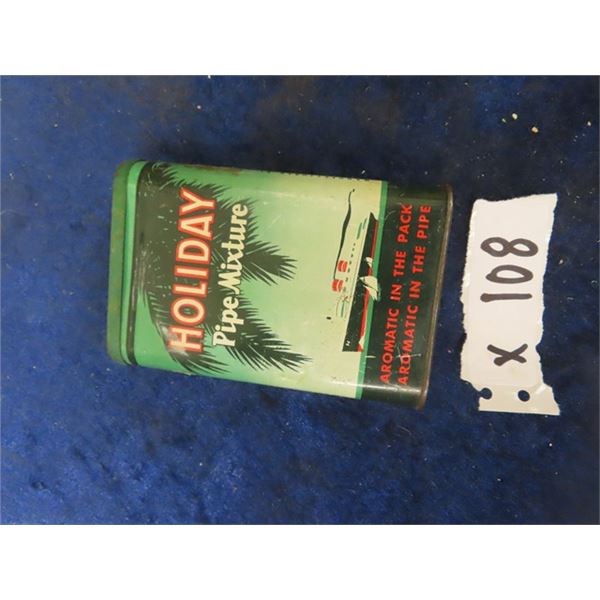 HOLIDAY
Pipe Mixture
AROMATIC IN THE PACK
AROMATIC IN THE PIPE
X 108